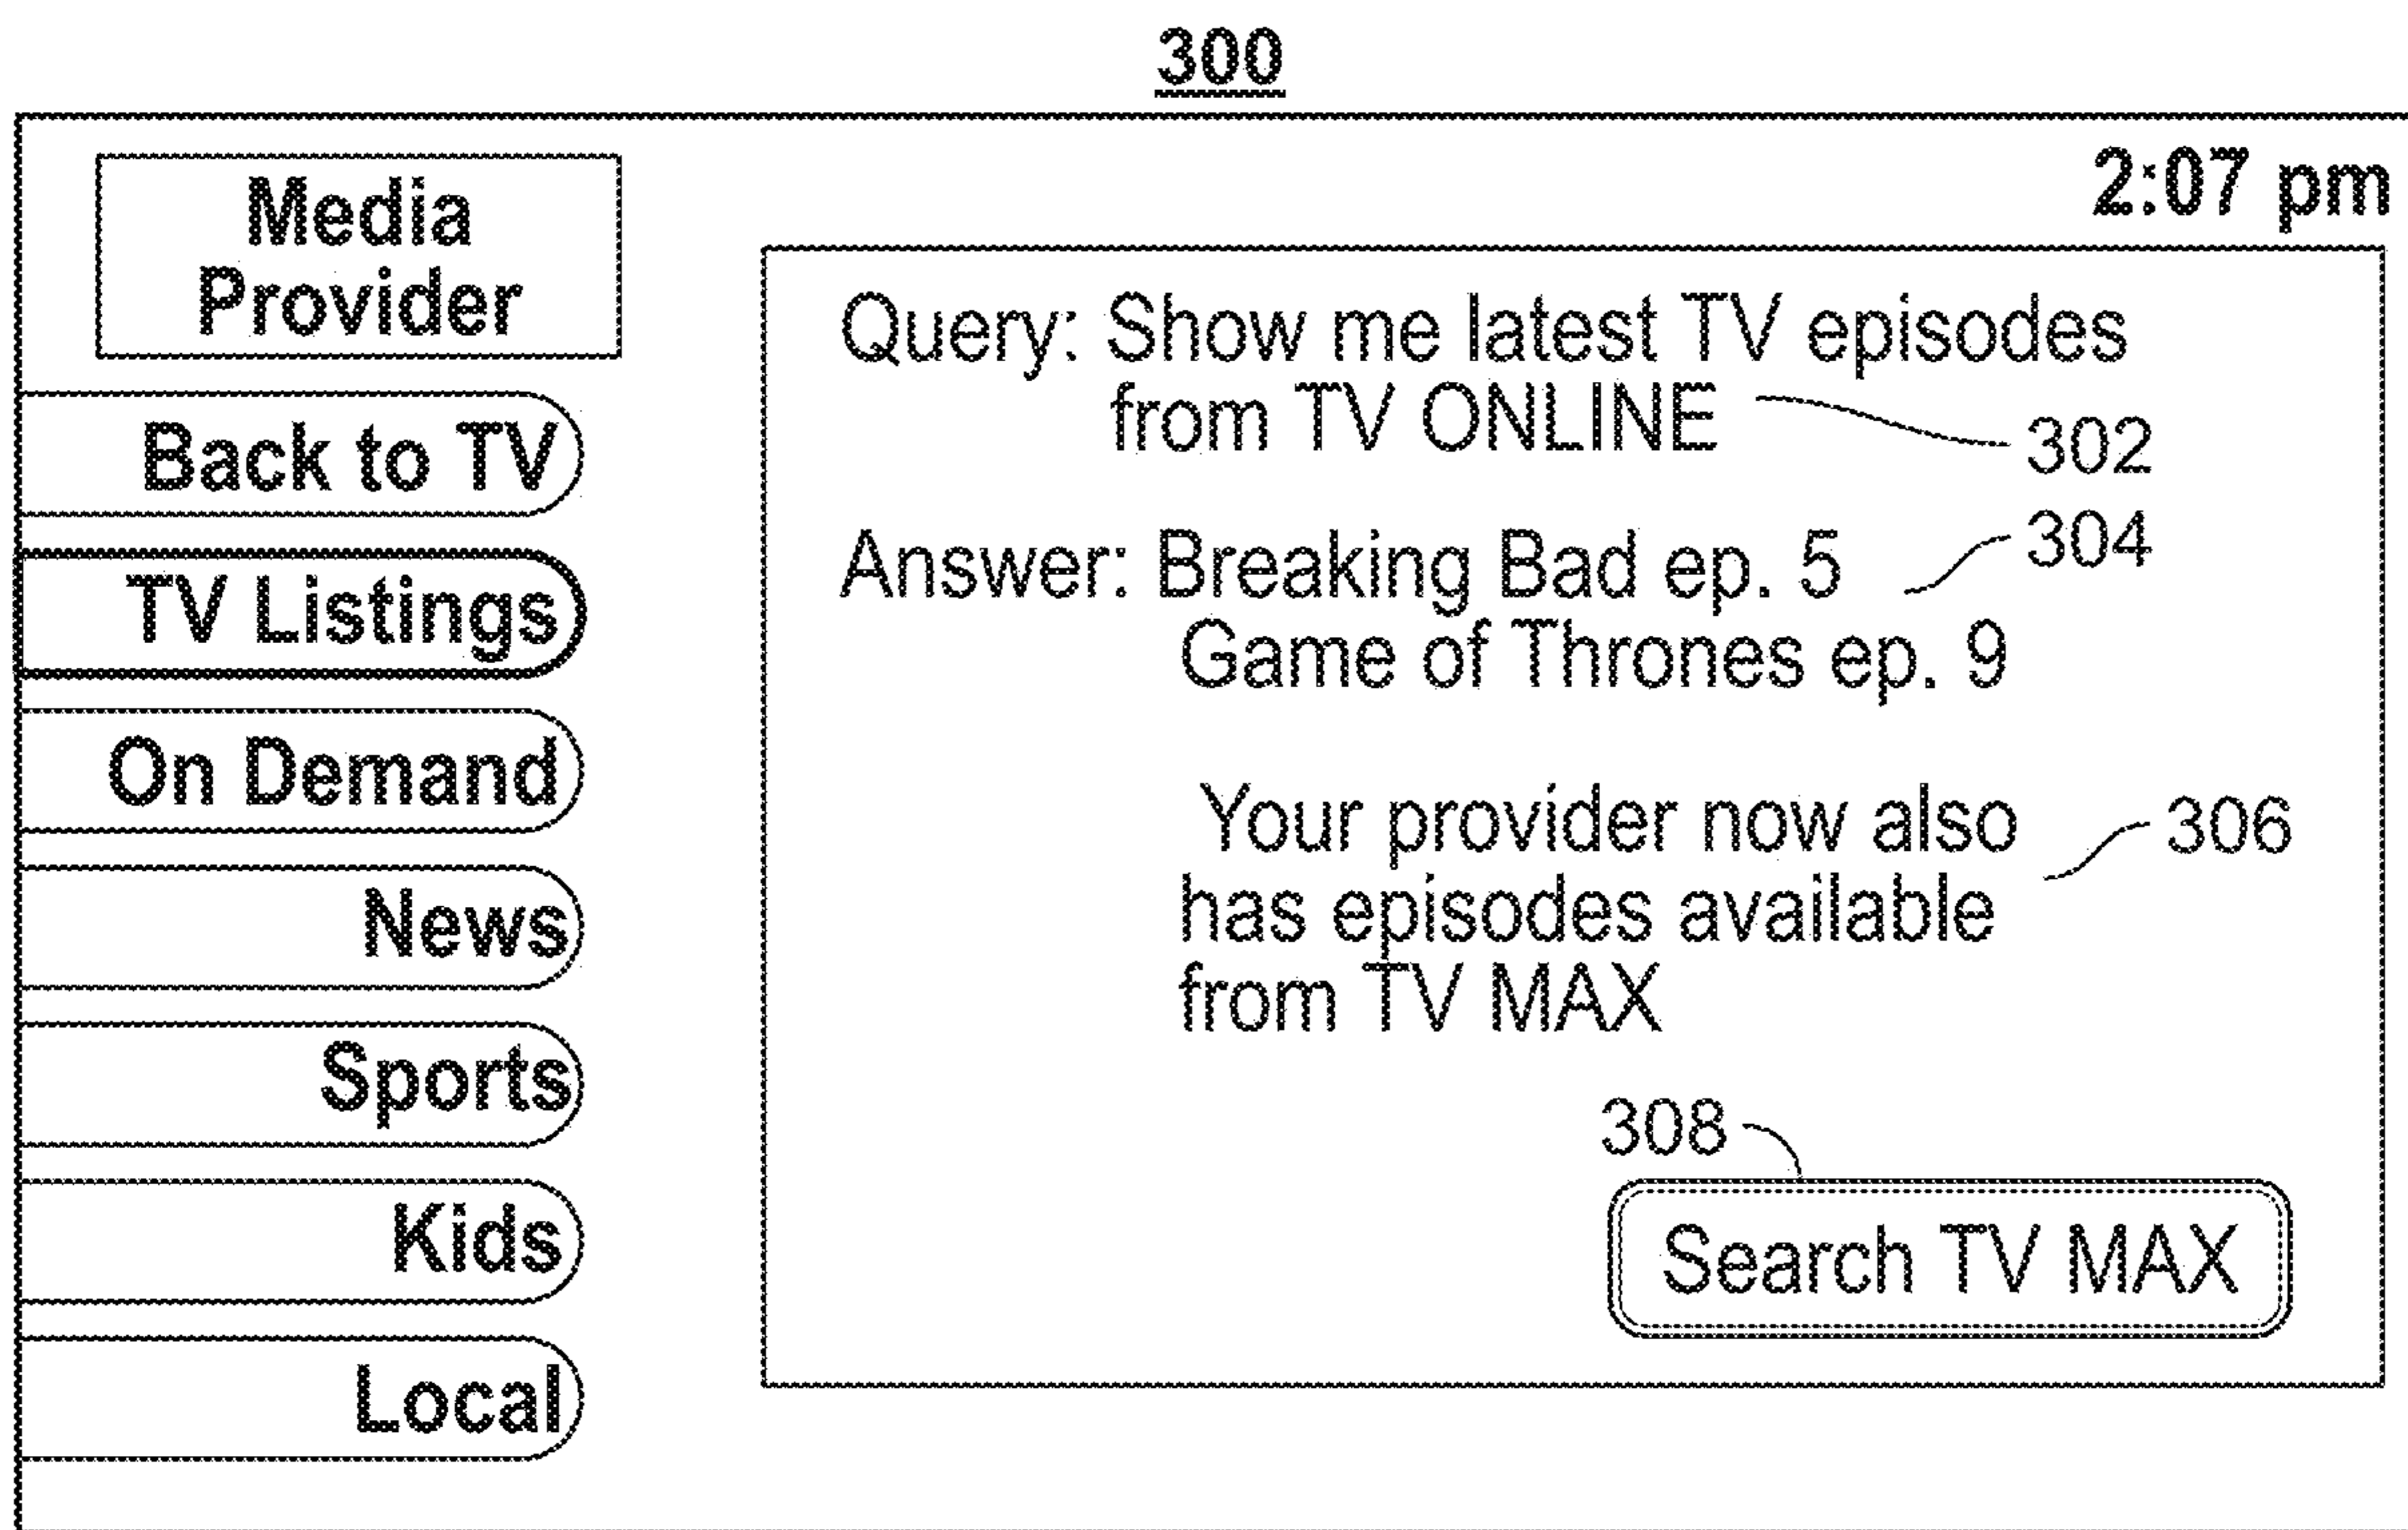 300
2:07 pm
Media
Provider
Back to TV
TV Listings
On Demand
News
Sports
Kids
Local
Query: Show me latest TV episodes
from TV ONLINE
302
Answer: Breaking Bad ep. 5
304
Game of Thrones ep. 9
Your provider now also
306
has episodes available
from TV MAX
308
Search TV MAX